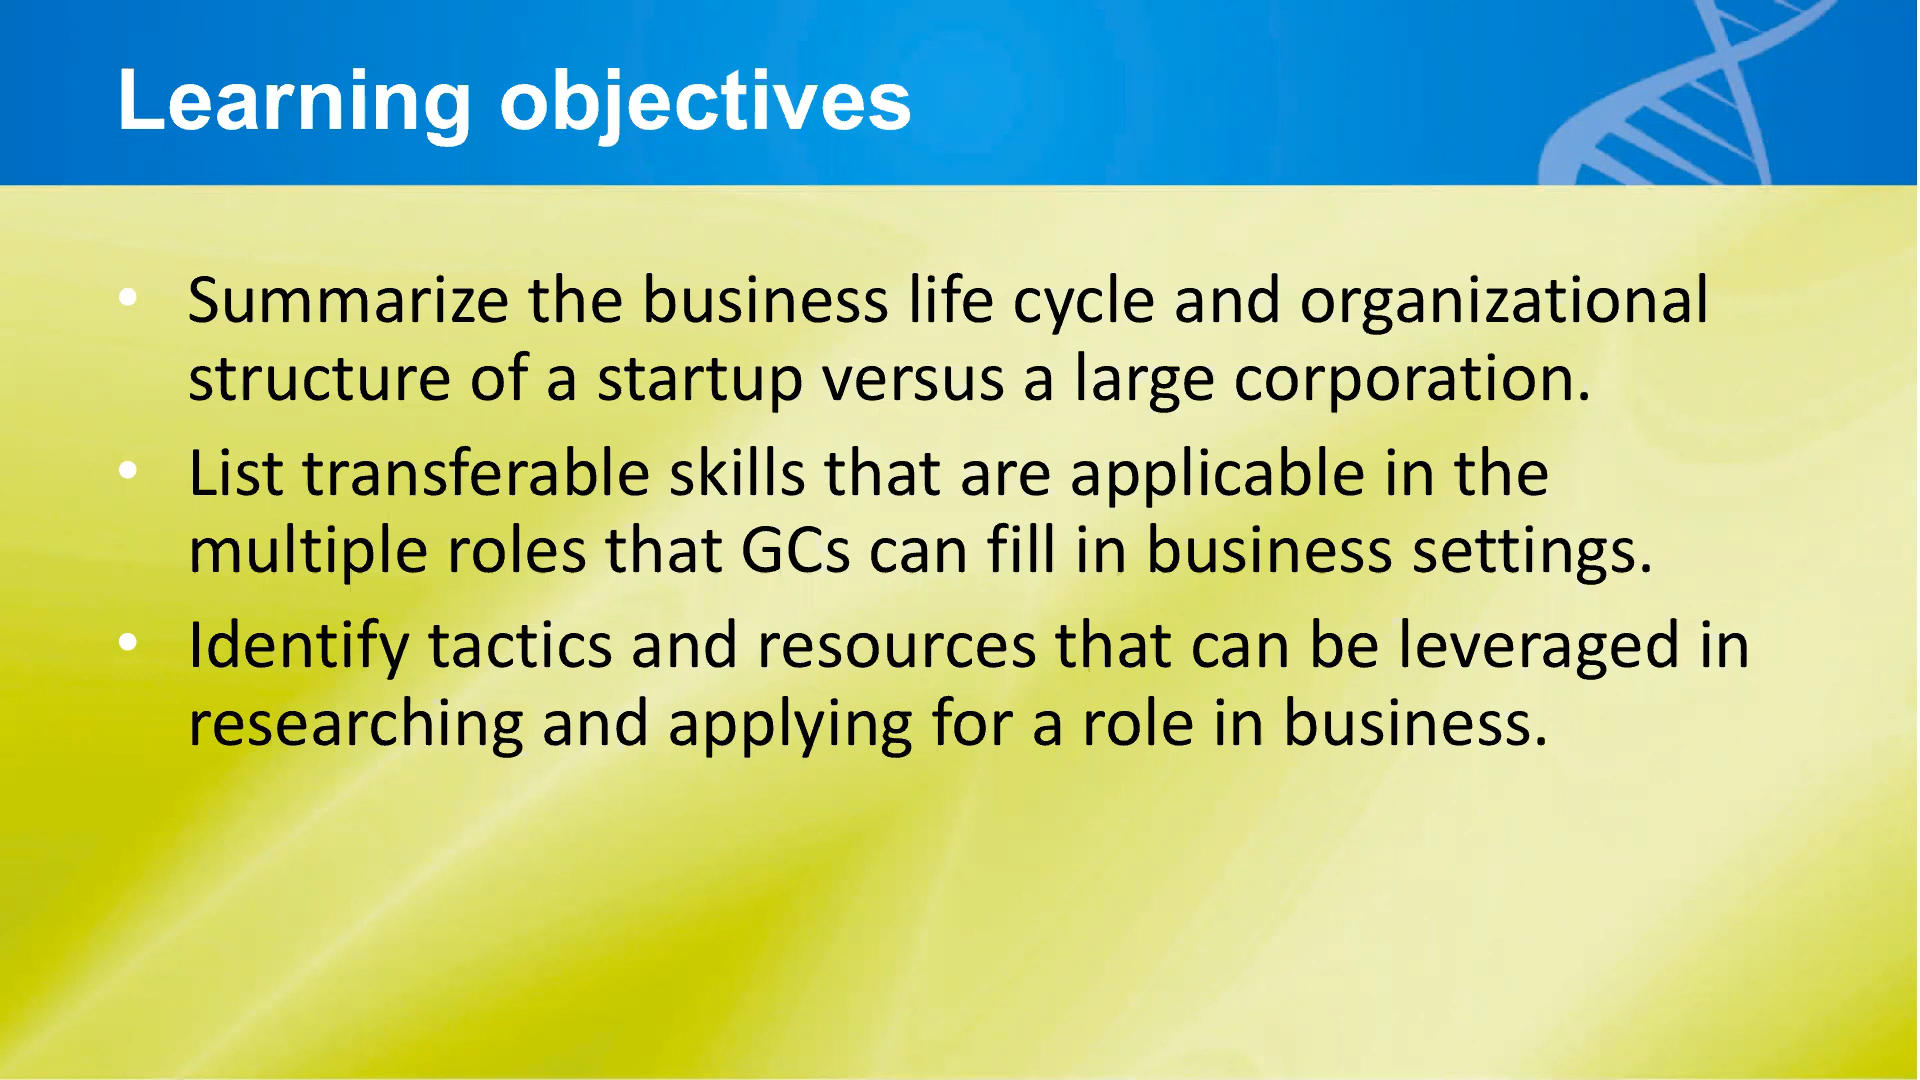 Learning objectives
• Summarize the business life cycle and organizational
structure of a startup versus a large corporation.
• List transferable skills that are applicable in the
multiple roles that GCs can fill in business settings.
• Identify tactics and resources that can be leveraged in
researching and applying for a role in business.